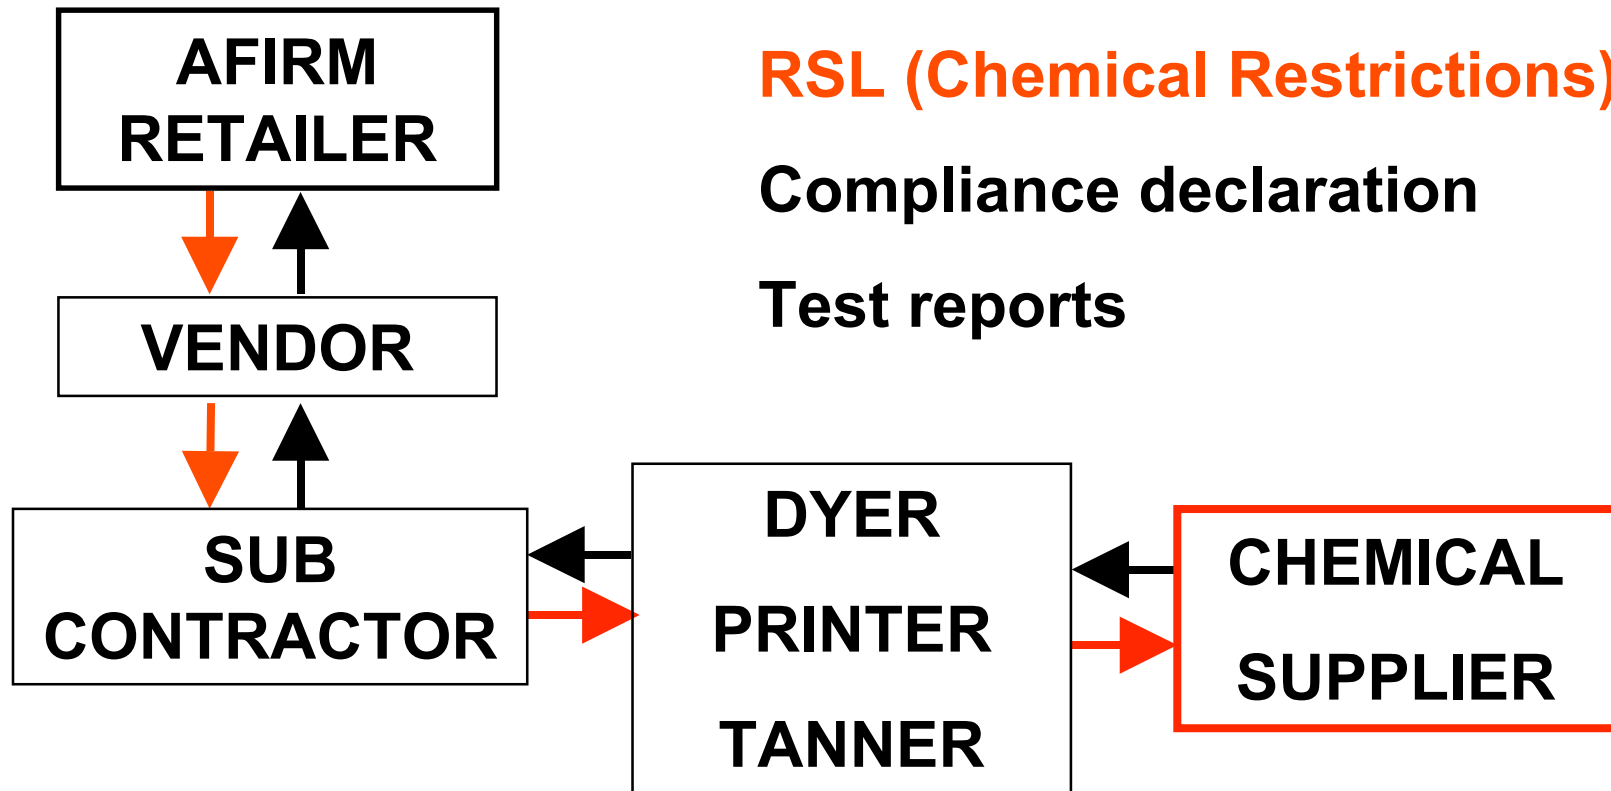 AFIRM
RETAILER
RSL (Chemical Restrictions)
Compliance declaration
Test reports
VENDOR
SUB
CONTRACTOR
DYER
PRINTER
TANNER
CHEMICAL
SUPPLIER